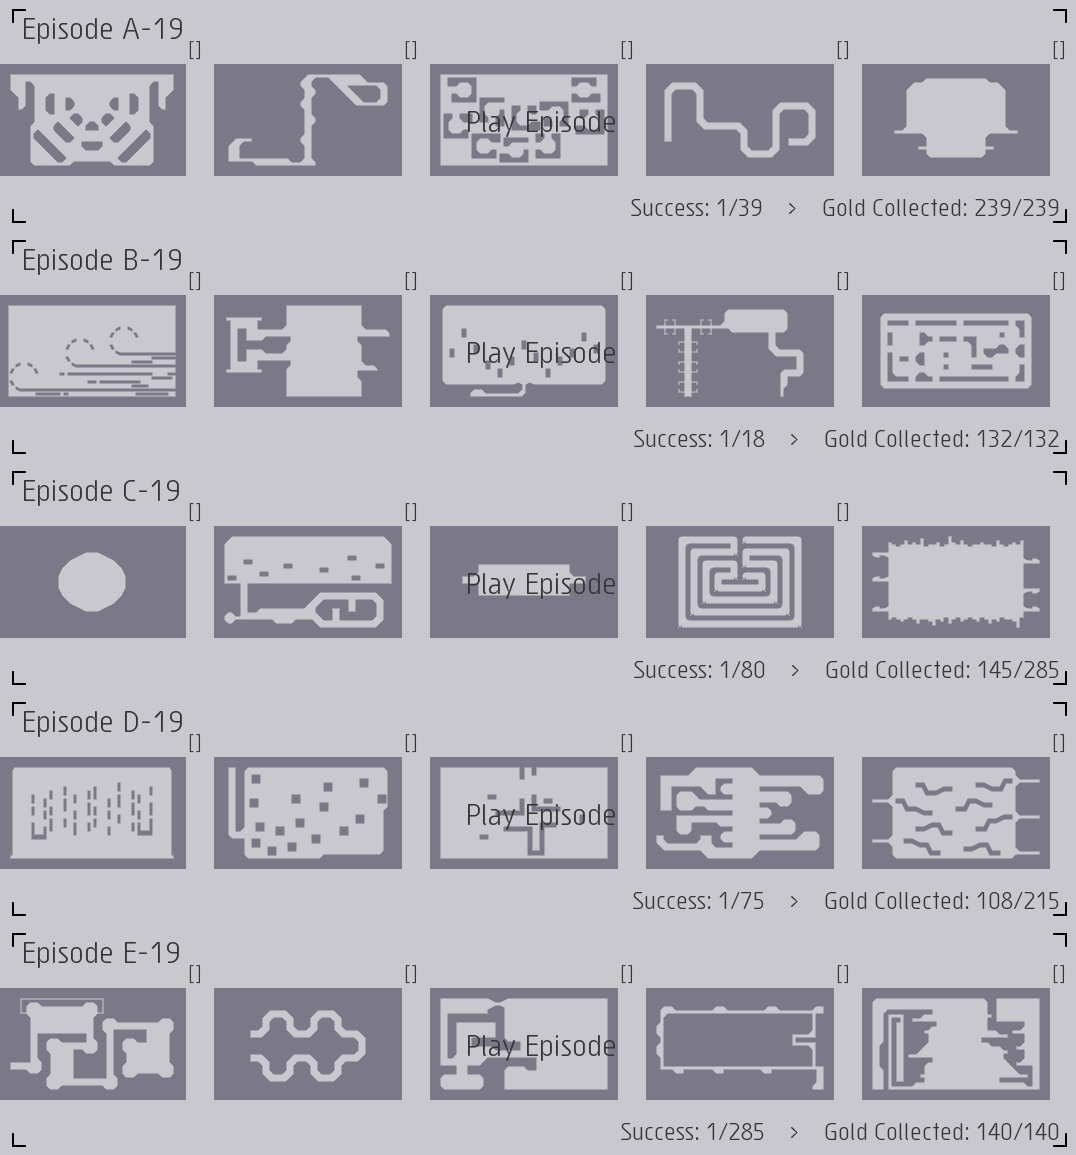 Episode A-19
[] [] [] [] []
Play Episode
Success: 1/39 > Gold Collected: 239/239
Episode B-19
[] [] [] [] []
Play Episode
Success: 1/18 > Gold Collected: 132/132
Episode C-19
[] [] [] [] []
Play Episode
Success: 1/80 > Gold Collected: 145/285
Episode D-19
[] [] [] []
Play Episode
Success: 1/75 > Gold Collected: 108/215
Episode E-19
[] [] [] [] []
Play Episode
Success: 1/285 > Gold Collected: 140/140